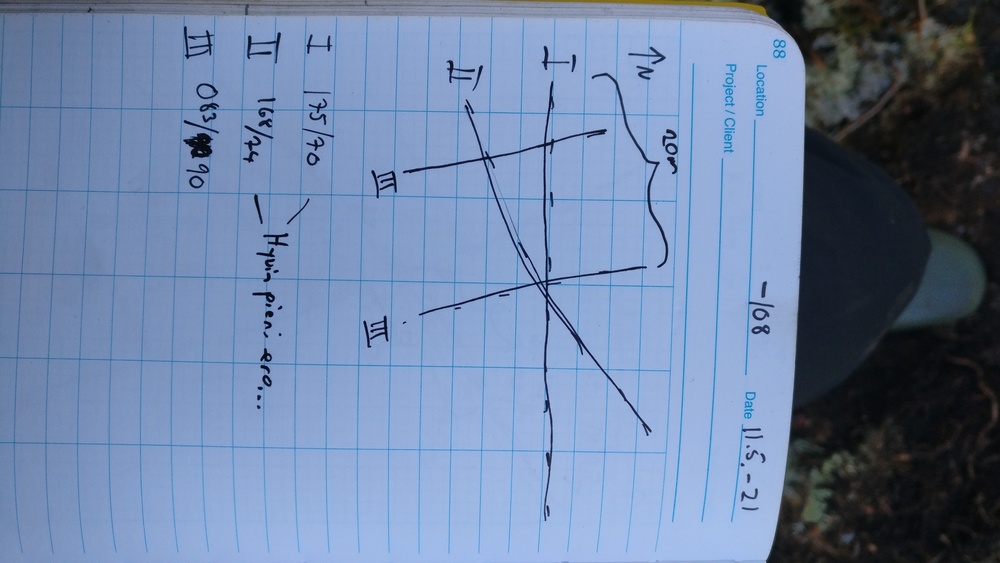 88
Location -108 Date 11.5.-21
Project / Client
↑N
20m
I
II
III
III
I 175/70
II 168/74 — Hyvin pieni ero...
III 083/90